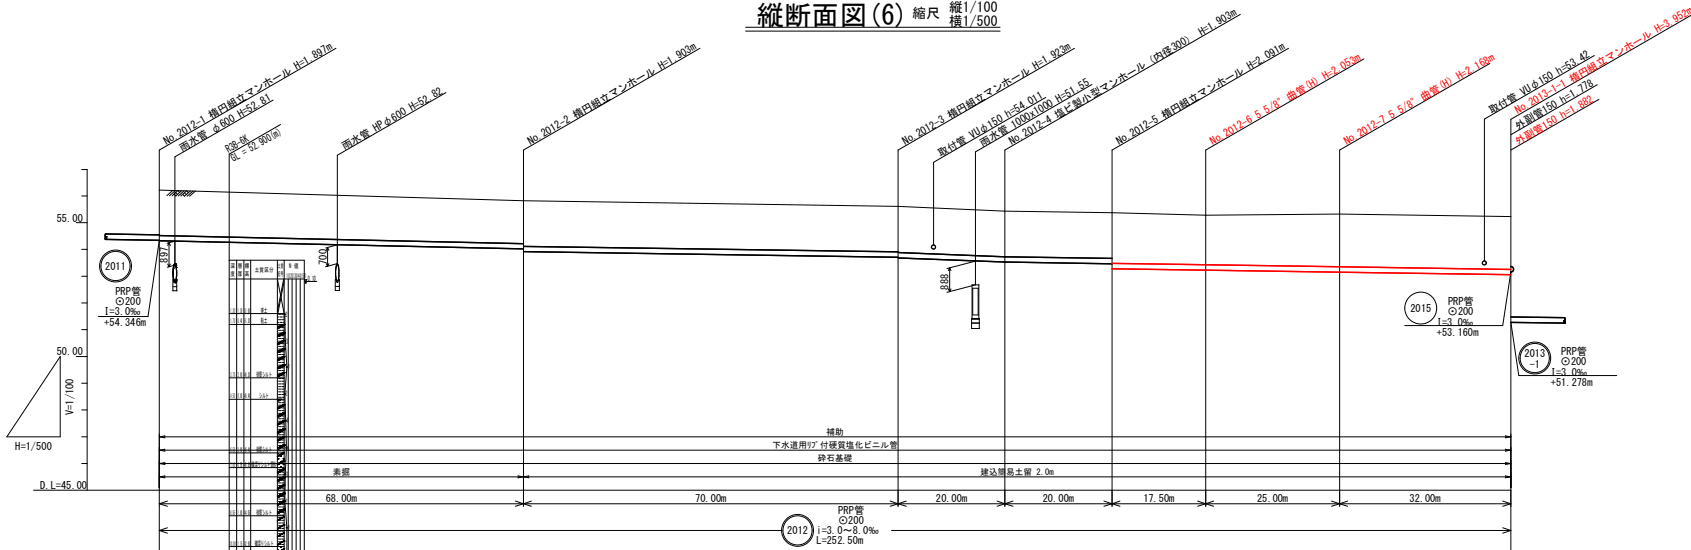 縦断面図(6) 縮尺 縦1/100
横1/500
No.2012-1 楕円組立マンホール H=1.897m
雨水管 φ600 H=52.81
R38-6K
GL = 52.900(m)
雨水管 HPφ600 H=52.82
No.2012-2 楕円組立マンホール H=1.903m
No.2012-3 楕円組立マンホール H=1.923m
取付管 VUφ150 h=54.011
雨水管 1000x1000 H=51.55
No.2012-4 塩ビ製小型マンホール (内径300) H=1.903m
No.2012-5 楕円組立マンホール H=2.091m
No.2012-6 5 5/8° 曲管(H) H=2.053m
No.2012-7 5 5/8° 曲管(H) H=2.168m
取付管 VUφ150 h=53.42
No.2013-1-1 楕円組立マンホール H=3.952m
外副管150 h=1.778
外副管150 h=1.882
55.00
50.00
D.L=45.00
V=1/100
H=1/500
2011
PRP管
⊙200
I=3.0‰
+54.346m
897
700
888
土質区分
2015
PRP管
⊙200
I=3.0‰
+53.160m
2013
-1
PRP管
⊙200
I=3.0‰
+51.278m
補助
下水道用リブ付硬質塩化ビニル管
砕石基礎
素掘
建込簡易土留 2.0m
68.00m
70.00m
20.00m
20.00m
17.50m
25.00m
32.00m
2012
PRP管
⊙200
i=3.0～8.0‰
L=252.50m